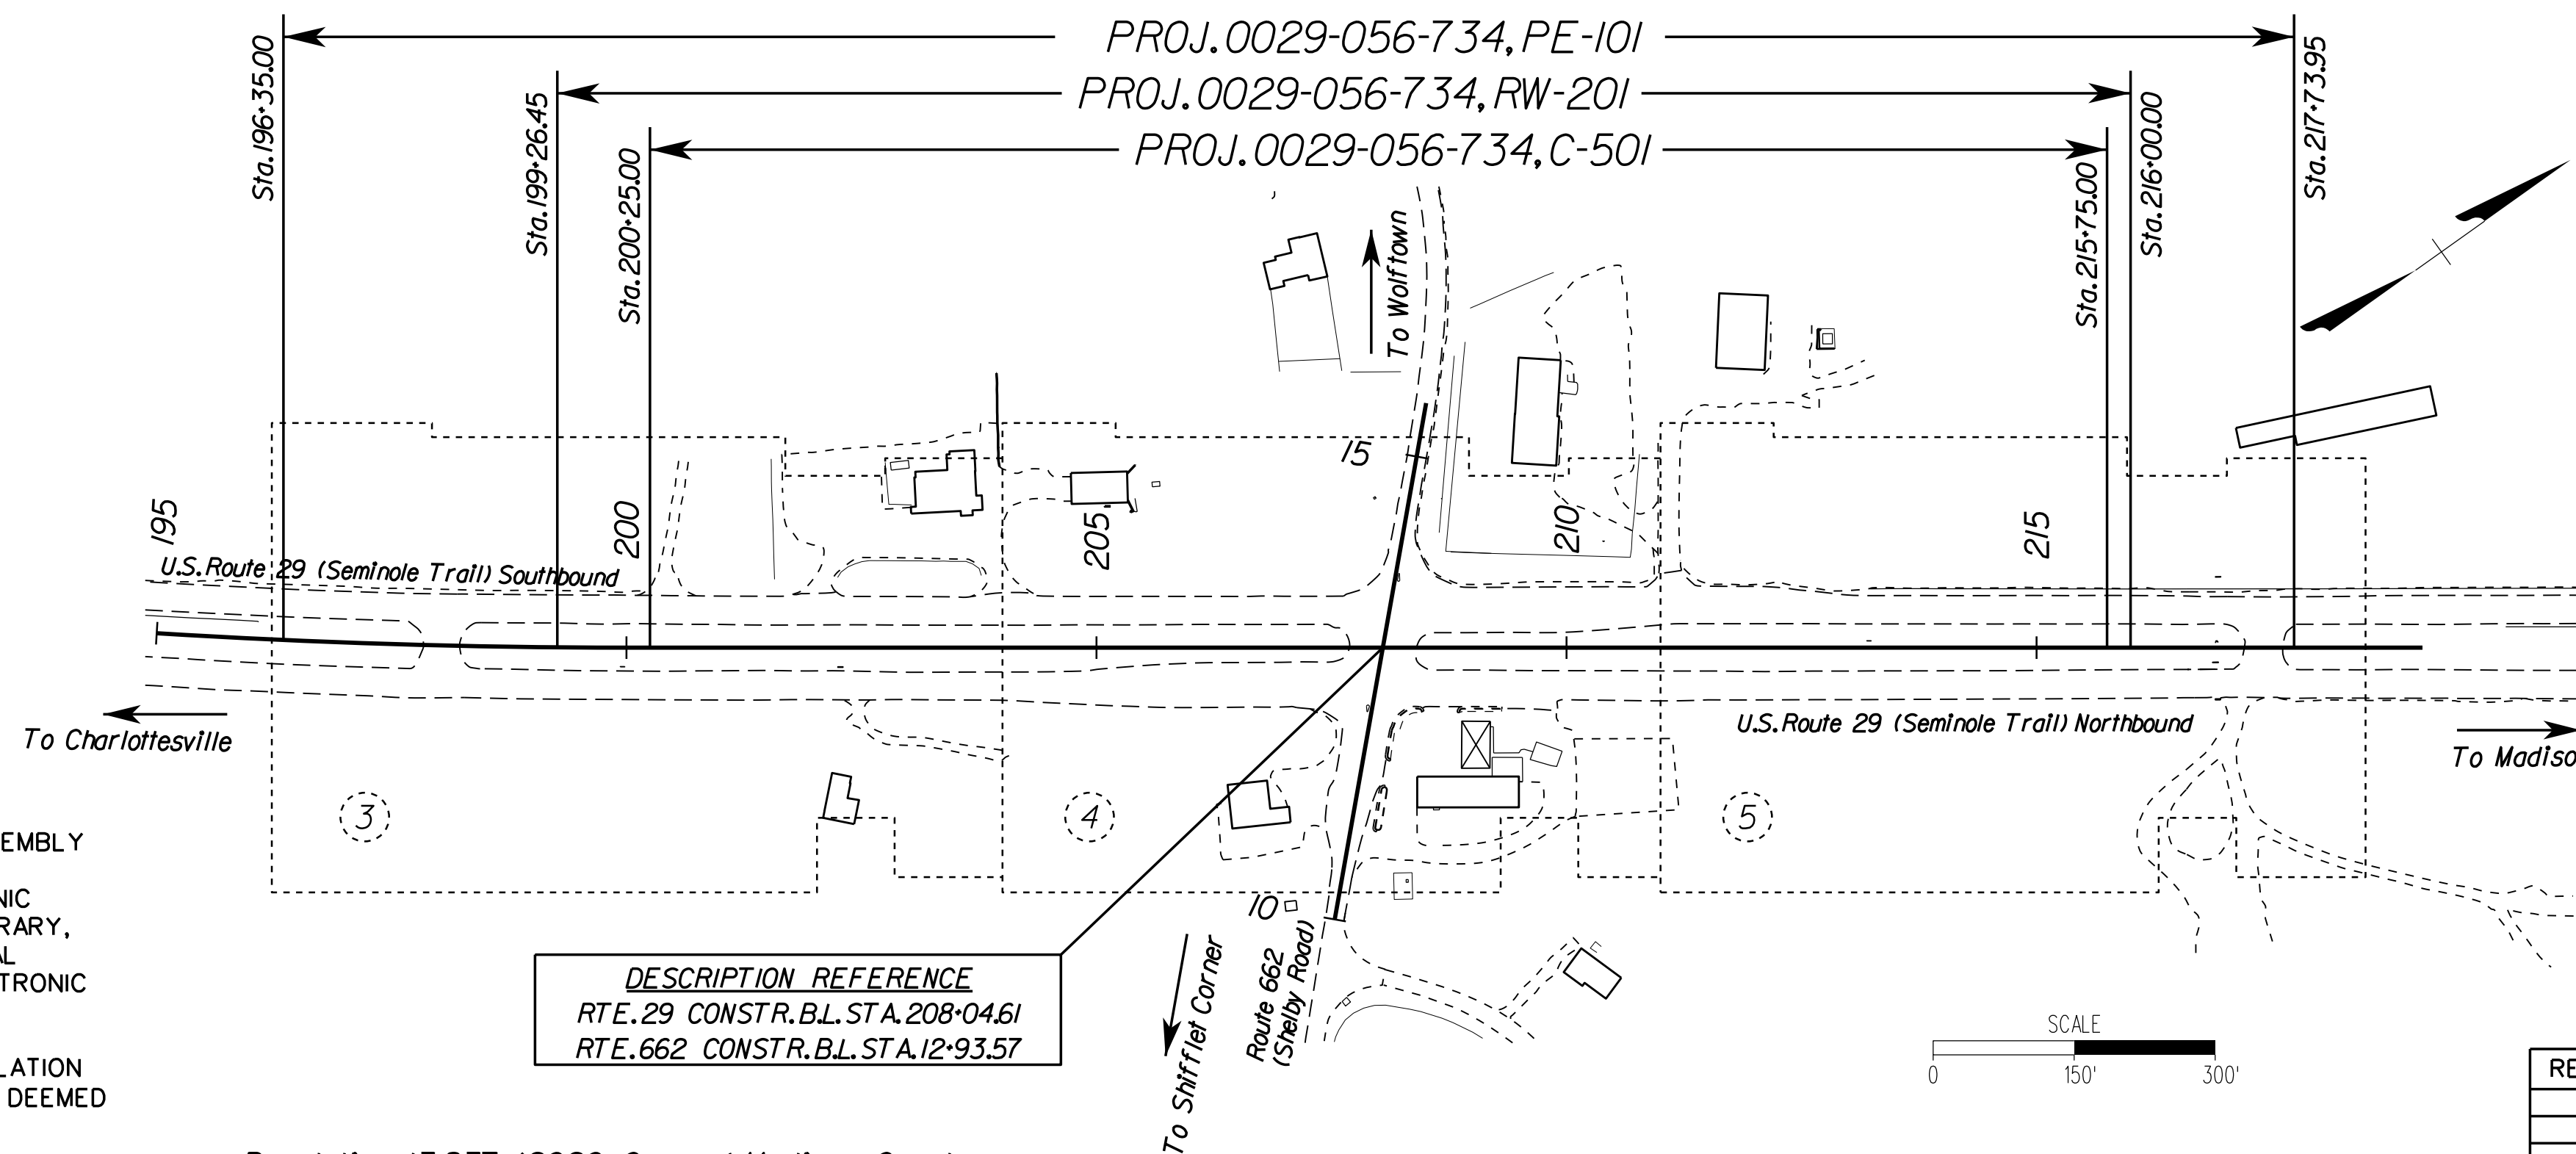 PROJ. 0029-056-734, PE-101
PROJ. 0029-056-734, RW-201
PROJ. 0029-056-734, C-501
Sta. 196+35.00
Sta. 199+26.45
Sta. 200+25.00
Sta. 215+75.00
Sta. 216+00.00
Sta. 217+73.95
To Wolftown
15
195
200
205
210
215
U.S. Route 29 (Seminole Trail) Southbound
U.S. Route 29 (Seminole Trail) Northbound
To Charlottesville
To Madiso
3
4
5
EMBLY
NIC
RARY,
AL
TRONIC
LATION
DEEMED
10
DESCRIPTION REFERENCE
RTE. 29 CONSTR. B.L. STA. 208+04.61
RTE. 662 CONSTR. B.L. STA. 12+93.57
To Shifflet Corner
Route 662
(Shelby Road)
SCALE
0 150' 300'
RE